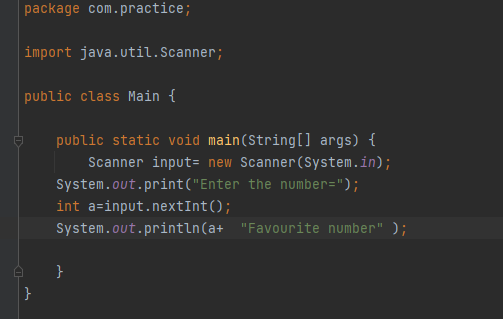 package com.practice;
import java.util.Scanner;
public class Main {
public static void main(String[] args) {
Scanner input= new Scanner(System.in);
System.out.print("Enter the number=");
int a=input.nextInt();
System.out.println(a+  "Favourite number" );
}
}